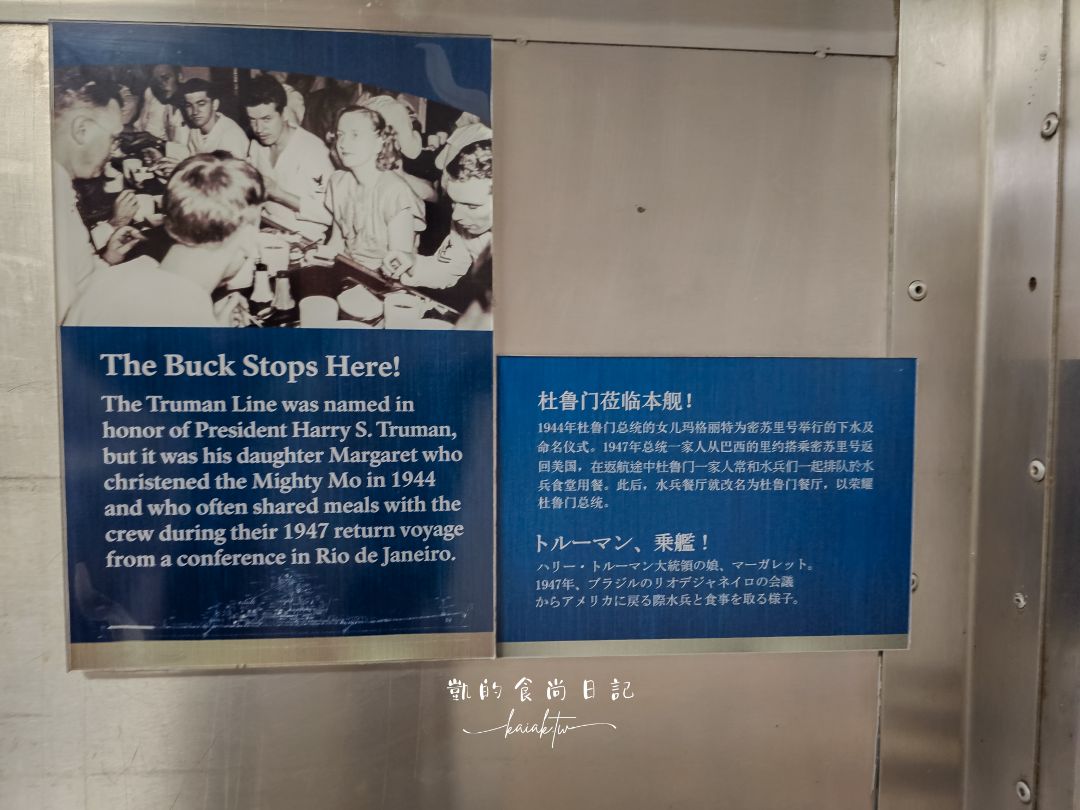 The Buck Stops Here!
The Truman Line was named in
honor of President Harry S. Truman,
but it was his daughter Margaret who
christened the Mighty Mo in 1944
and who often shared meals with the
crew during their 1947 return voyage
from a conference in Rio de Janeiro.
杜鲁门莅临本舰！
1944年杜鲁门总统的女儿玛格丽特为密苏里号举行的下水及
命名仪式。1947年总统一家人从巴西的里约搭乘密苏里号返
回美国，在返航途中杜鲁门一家人常和水兵们一起排队於水
兵食堂用餐。此后，水兵餐厅就改名为杜鲁门餐厅，以荣耀
杜鲁门总统。
トルーマン、乗艦！
ハリー・トルーマン大統領の娘、マーガレット。
1947年、ブラジルのリオデジャネイロの会議
からアメリカに戻る際水兵と食事を取る様子。
凱的食尚日記
kaiaktw